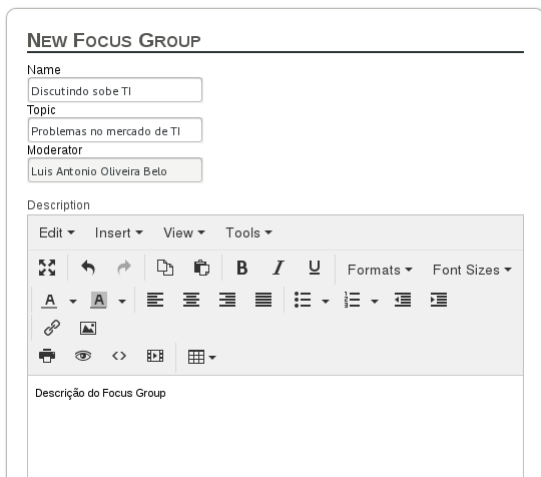 New Focus Group
Name
Discutindo sobe TI
Topic
Problemas no mercado de TI
Moderator
Luis Antonio Oliveira Belo
Description
Edit Insert View Tools
B I U Formats Font Sizes
A A
Descrição do Focus Group